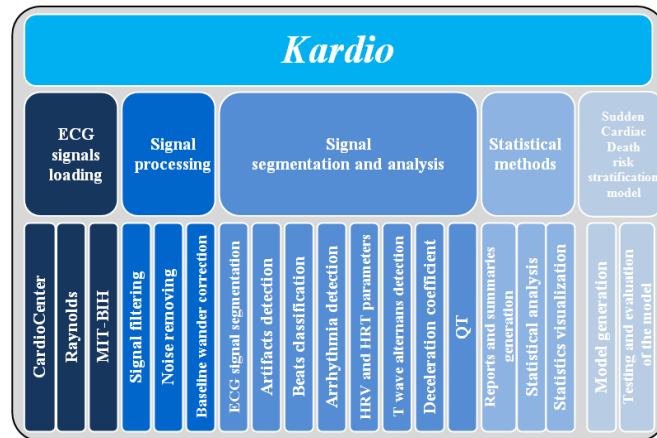 Kardio
ECG
signals
loading
Signal
processing
Signal
segmentation and analysis
Statistical
methods
Sudden
Cardiac
Death
risk
stratification
model
CardioCenter
Raynolds
MIT-BIH
Signal filtering
Noise removing
Baseline wander correction
ECG signal segmentation
Artifacts detection
Beats classification
Arrhythmia detection
HRV and HRT parameters
T wave alternans detection
Deceleration coefficient
QT
Reports and summaries
generation
Statistical analysis
Statistics visualization
Model generation
Testing and evaluation
of the model